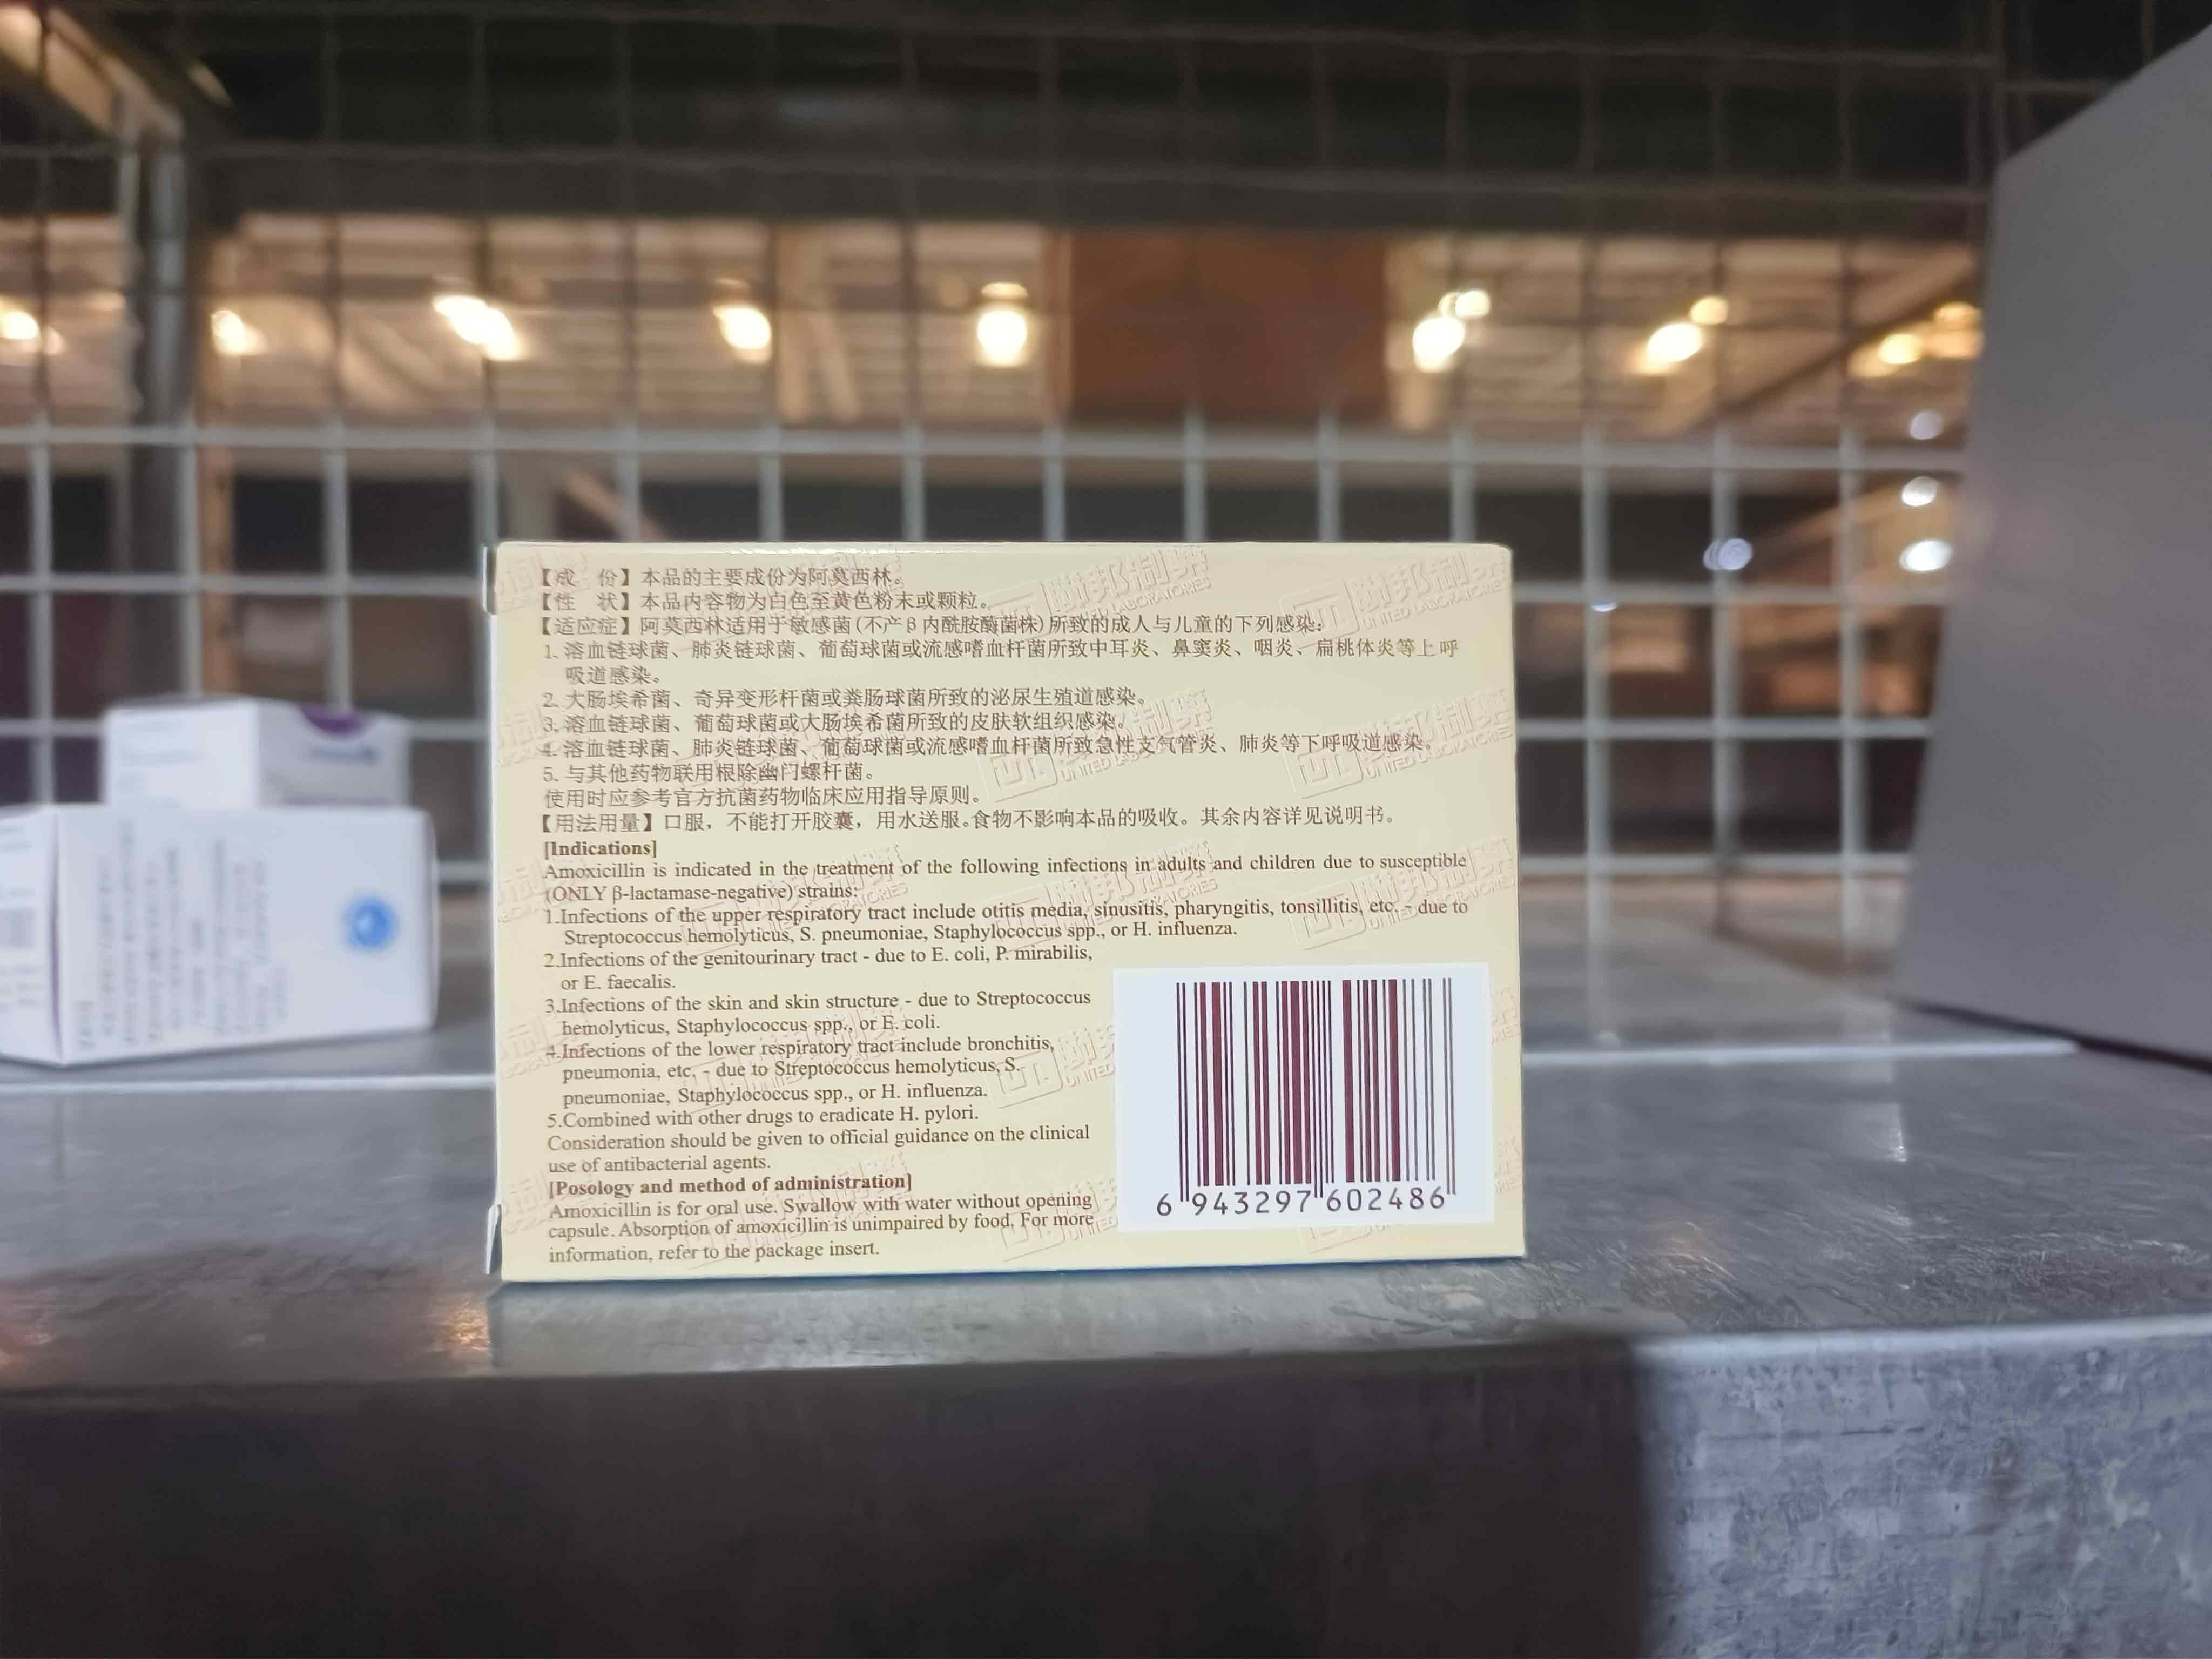 【成 份】本品的主要成份为阿莫西林。
【性 状】本品内容物为白色至黄色粉末或颗粒。
【适应症】阿莫西林适用于敏感菌(不产β内酰胺酶菌株)所致的成人与儿童的下列感染:
1. 溶血链球菌、肺炎链球菌、葡萄球菌或流感嗜血杆菌所致中耳炎、鼻窦炎、咽炎、扁桃体炎等上呼
吸道感染。
2. 大肠埃希菌、奇异变形杆菌或粪肠球菌所致的泌尿生殖道感染。
3. 溶血链球菌、葡萄球菌或大肠埃希菌所致的皮肤软组织感染。
4. 溶血链球菌、肺炎链球菌、葡萄球菌或流感嗜血杆菌所致急性支气管炎、肺炎等下呼吸道感染。
5. 与其他药物联用根除幽门螺杆菌。
使用时应参考官方抗菌药物临床应用指导原则。
【用法用量】口服，不能打开胶囊，用水送服。食物不影响本品的吸收。其余内容详见说明书。
[Indications]
Amoxicillin is indicated in the treatment of the following infections in adults and children due to susceptible
(ONLY β-lactamase-negative) strains:
1.Infections of the upper respiratory tract include otitis media, sinusitis, pharyngitis, tonsillitis, etc. - due to
Streptococcus hemolyticus, S. pneumoniae, Staphylococcus spp., or H. influenza.
2.Infections of the genitourinary tract - due to E. coli, P. mirabilis,
or E. faecalis.
3.Infections of the skin and skin structure - due to Streptococcus
hemolyticus, Staphylococcus spp., or E. coli.
4.Infections of the lower respiratory tract include bronchitis,
pneumonia, etc. - due to Streptococcus hemolyticus, S.
pneumoniae, Staphylococcus spp., or H. influenza.
5.Combined with other drugs to eradicate H. pylori.
Consideration should be given to official guidance on the clinical
use of antibacterial agents.
[Posology and method of administration]
Amoxicillin is for oral use. Swallow with water without opening
capsule. Absorption of amoxicillin is unimpaired by food. For more
information, refer to the package insert.
6 943297 602486
联邦制药
UNITED LABORATORIES